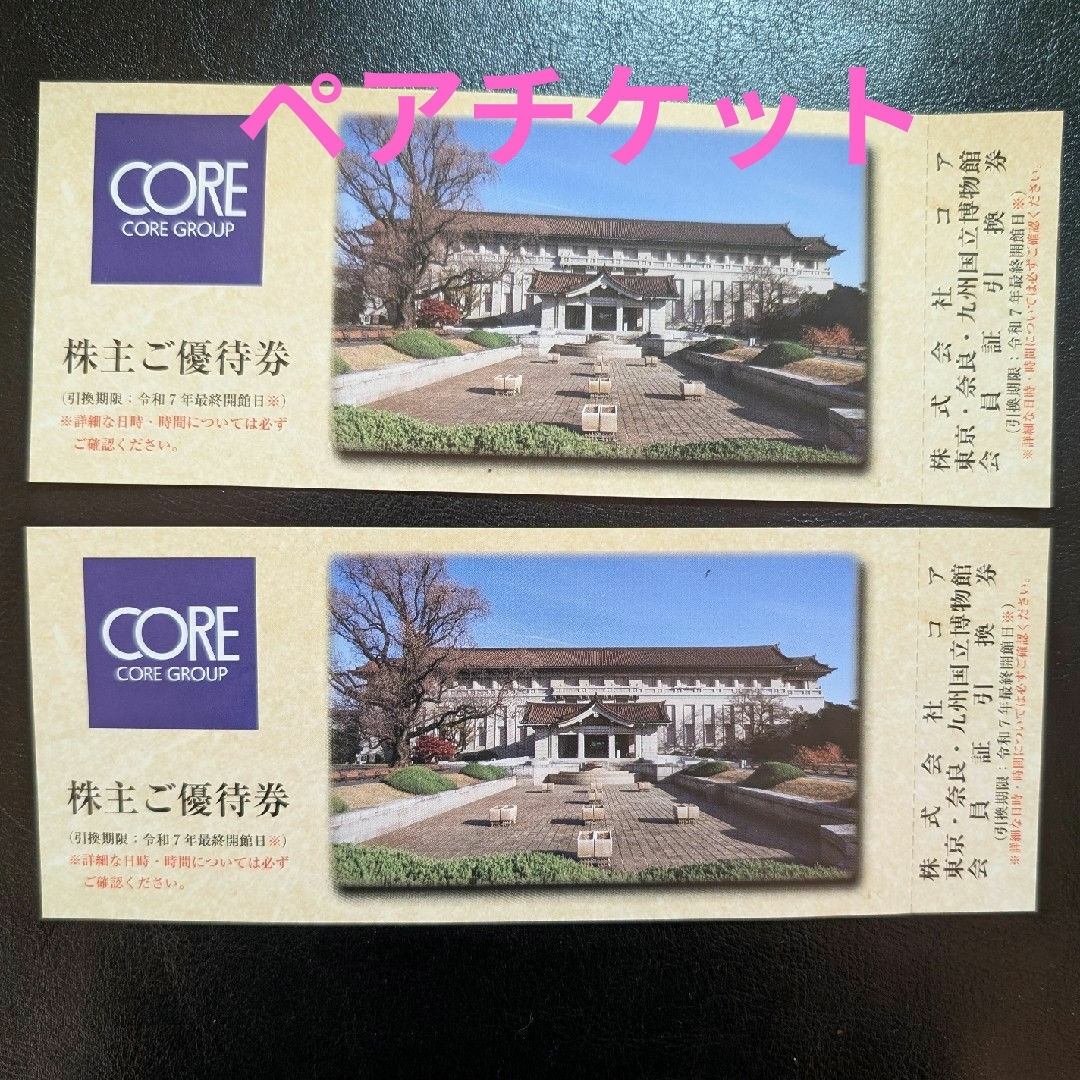 ペアチケット
CORE
CORE GROUP
株主ご優待券
(引換期限：令和7年最終開館日※)
※詳細な日時・時間については必ず
ご確認ください。
株式会社コア
東京・奈良・九州国立博物館
会員証引換券
(引換期限：令和7年最終開館日※)
※詳細な日時・時間については必ずご確認ください。
CORE
CORE GROUP
株主ご優待券
(引換期限：令和7年最終開館日※)
※詳細な日時・時間については必ず
ご確認ください。
株式会社コア
東京・奈良・九州国立博物館
会員証引換券
(引換期限：令和7年最終開館日※)
※詳細な日時・時間については必ずご確認ください。